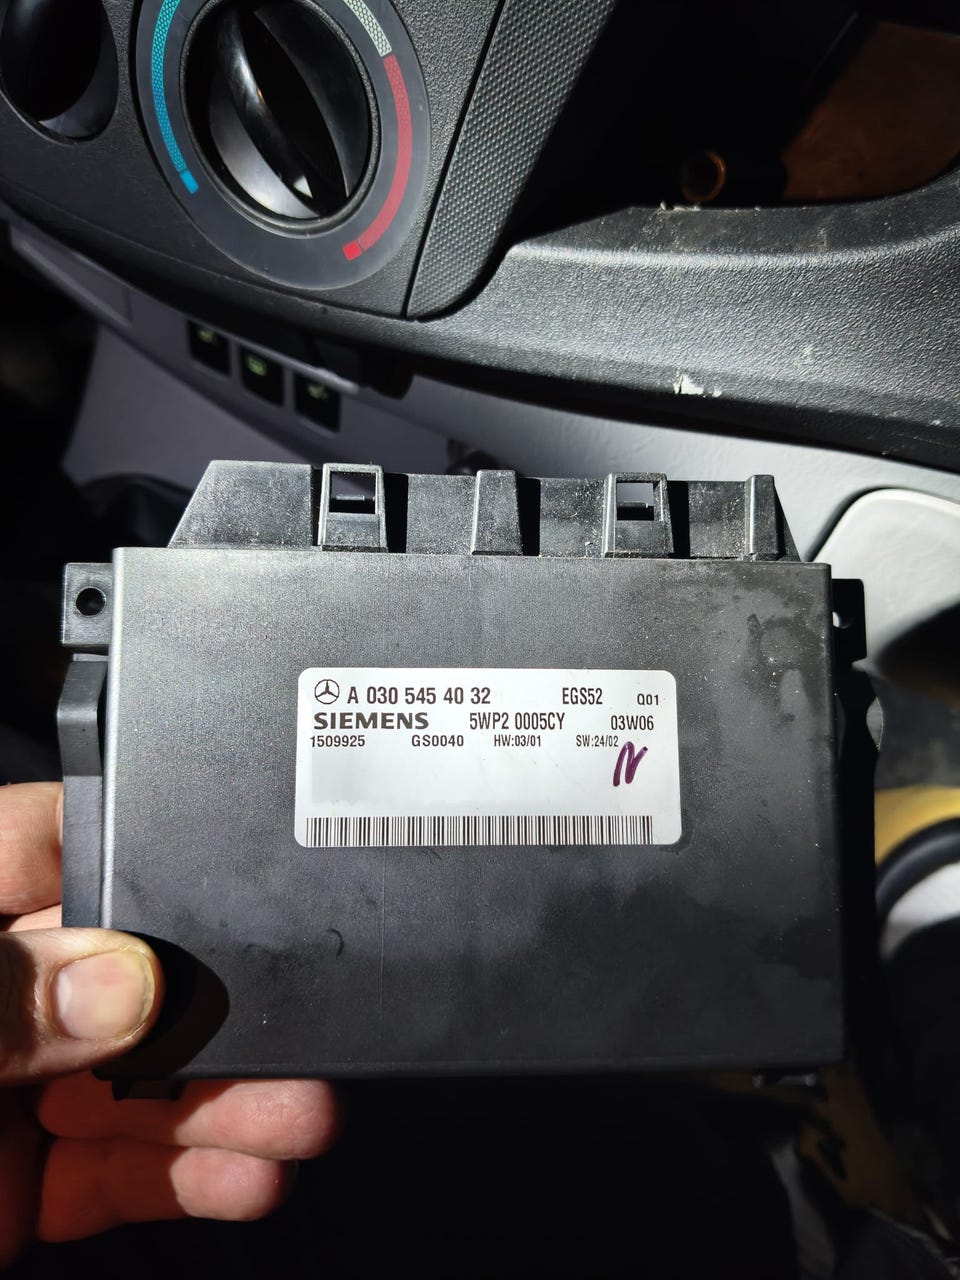 A 030 545 40 32 EGS52 Q01
SIEMENS 5WP2 0005CY 03W06
1509925 GS0040 HW:03/01 SW:24/02
N